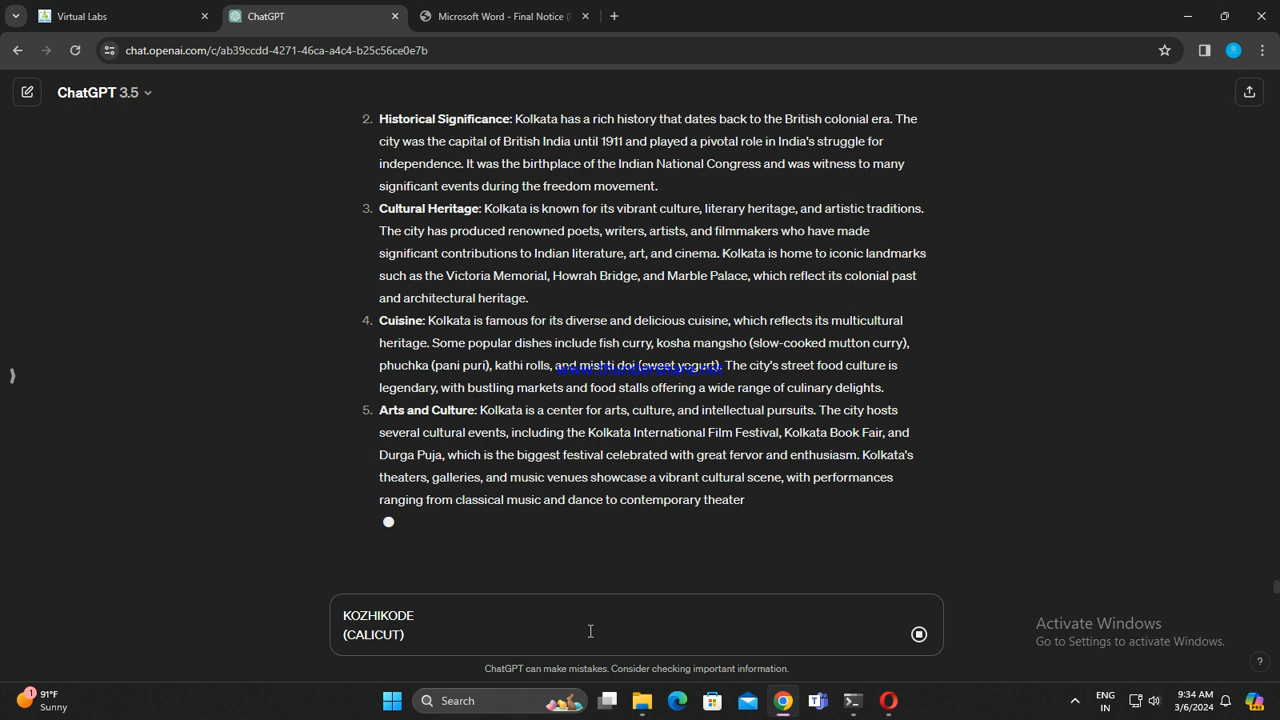 Virtual Labs
ChatGPT
Microsoft Word - Final Notice (
chat.openai.com/c/ab39ccdd-4271-46ca-a4c4-b25c56ce0e7b
ChatGPT 3.5
2. Historical Significance: Kolkata has a rich history that dates back to the British colonial era. The
city was the capital of British India until 1911 and played a pivotal role in India's struggle for
independence. It was the birthplace of the Indian National Congress and was witness to many
significant events during the freedom movement.
3. Cultural Heritage: Kolkata is known for its vibrant culture, literary heritage, and artistic traditions.
The city has produced renowned poets, writers, artists, and filmmakers who have made
significant contributions to Indian literature, art, and cinema. Kolkata is home to iconic landmarks
such as the Victoria Memorial, Howrah Bridge, and Marble Palace, which reflect its colonial past
and architectural heritage.
4. Cuisine: Kolkata is famous for its diverse and delicious cuisine, which reflects its multicultural
heritage. Some popular dishes include fish curry, kosha mangsho (slow-cooked mutton curry),
phuchka (pani puri), kathi rolls, and mishti doi (sweet yogurt). The city's street food culture is
legendary, with bustling markets and food stalls offering a wide range of culinary delights.
5. Arts and Culture: Kolkata is a center for arts, culture, and intellectual pursuits. The city hosts
several cultural events, including the Kolkata International Film Festival, Kolkata Book Fair, and
Durga Puja, which is the biggest festival celebrated with great fervor and enthusiasm. Kolkata's
theaters, galleries, and music venues showcase a vibrant cultural scene, with performances
ranging from classical music and dance to contemporary theater
KOZHIKODE
(CALICUT)
Activate Windows
Go to Settings to activate Windows.
ChatGPT can make mistakes. Consider checking important information.
?
1
91°F
Sunny
Search
ENG
IN
9:34 AM
3/6/2024